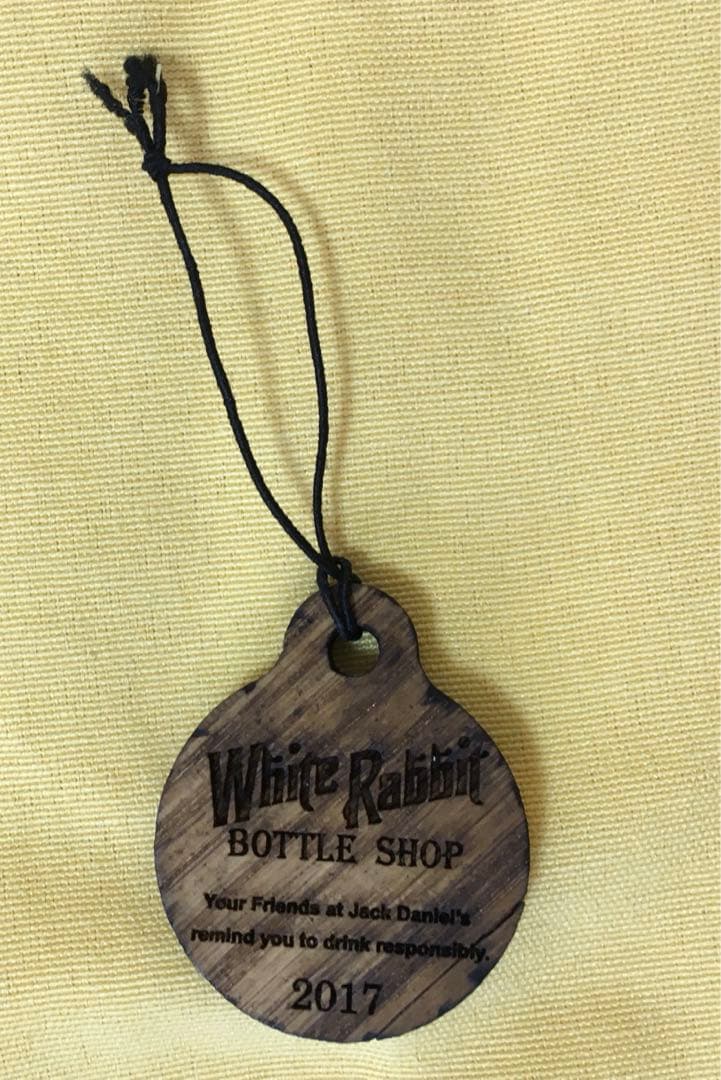 White Rabbit
BOTTLE SHOP
Your Friends at Jack Daniel's
remind you to drink responsibly.
2017